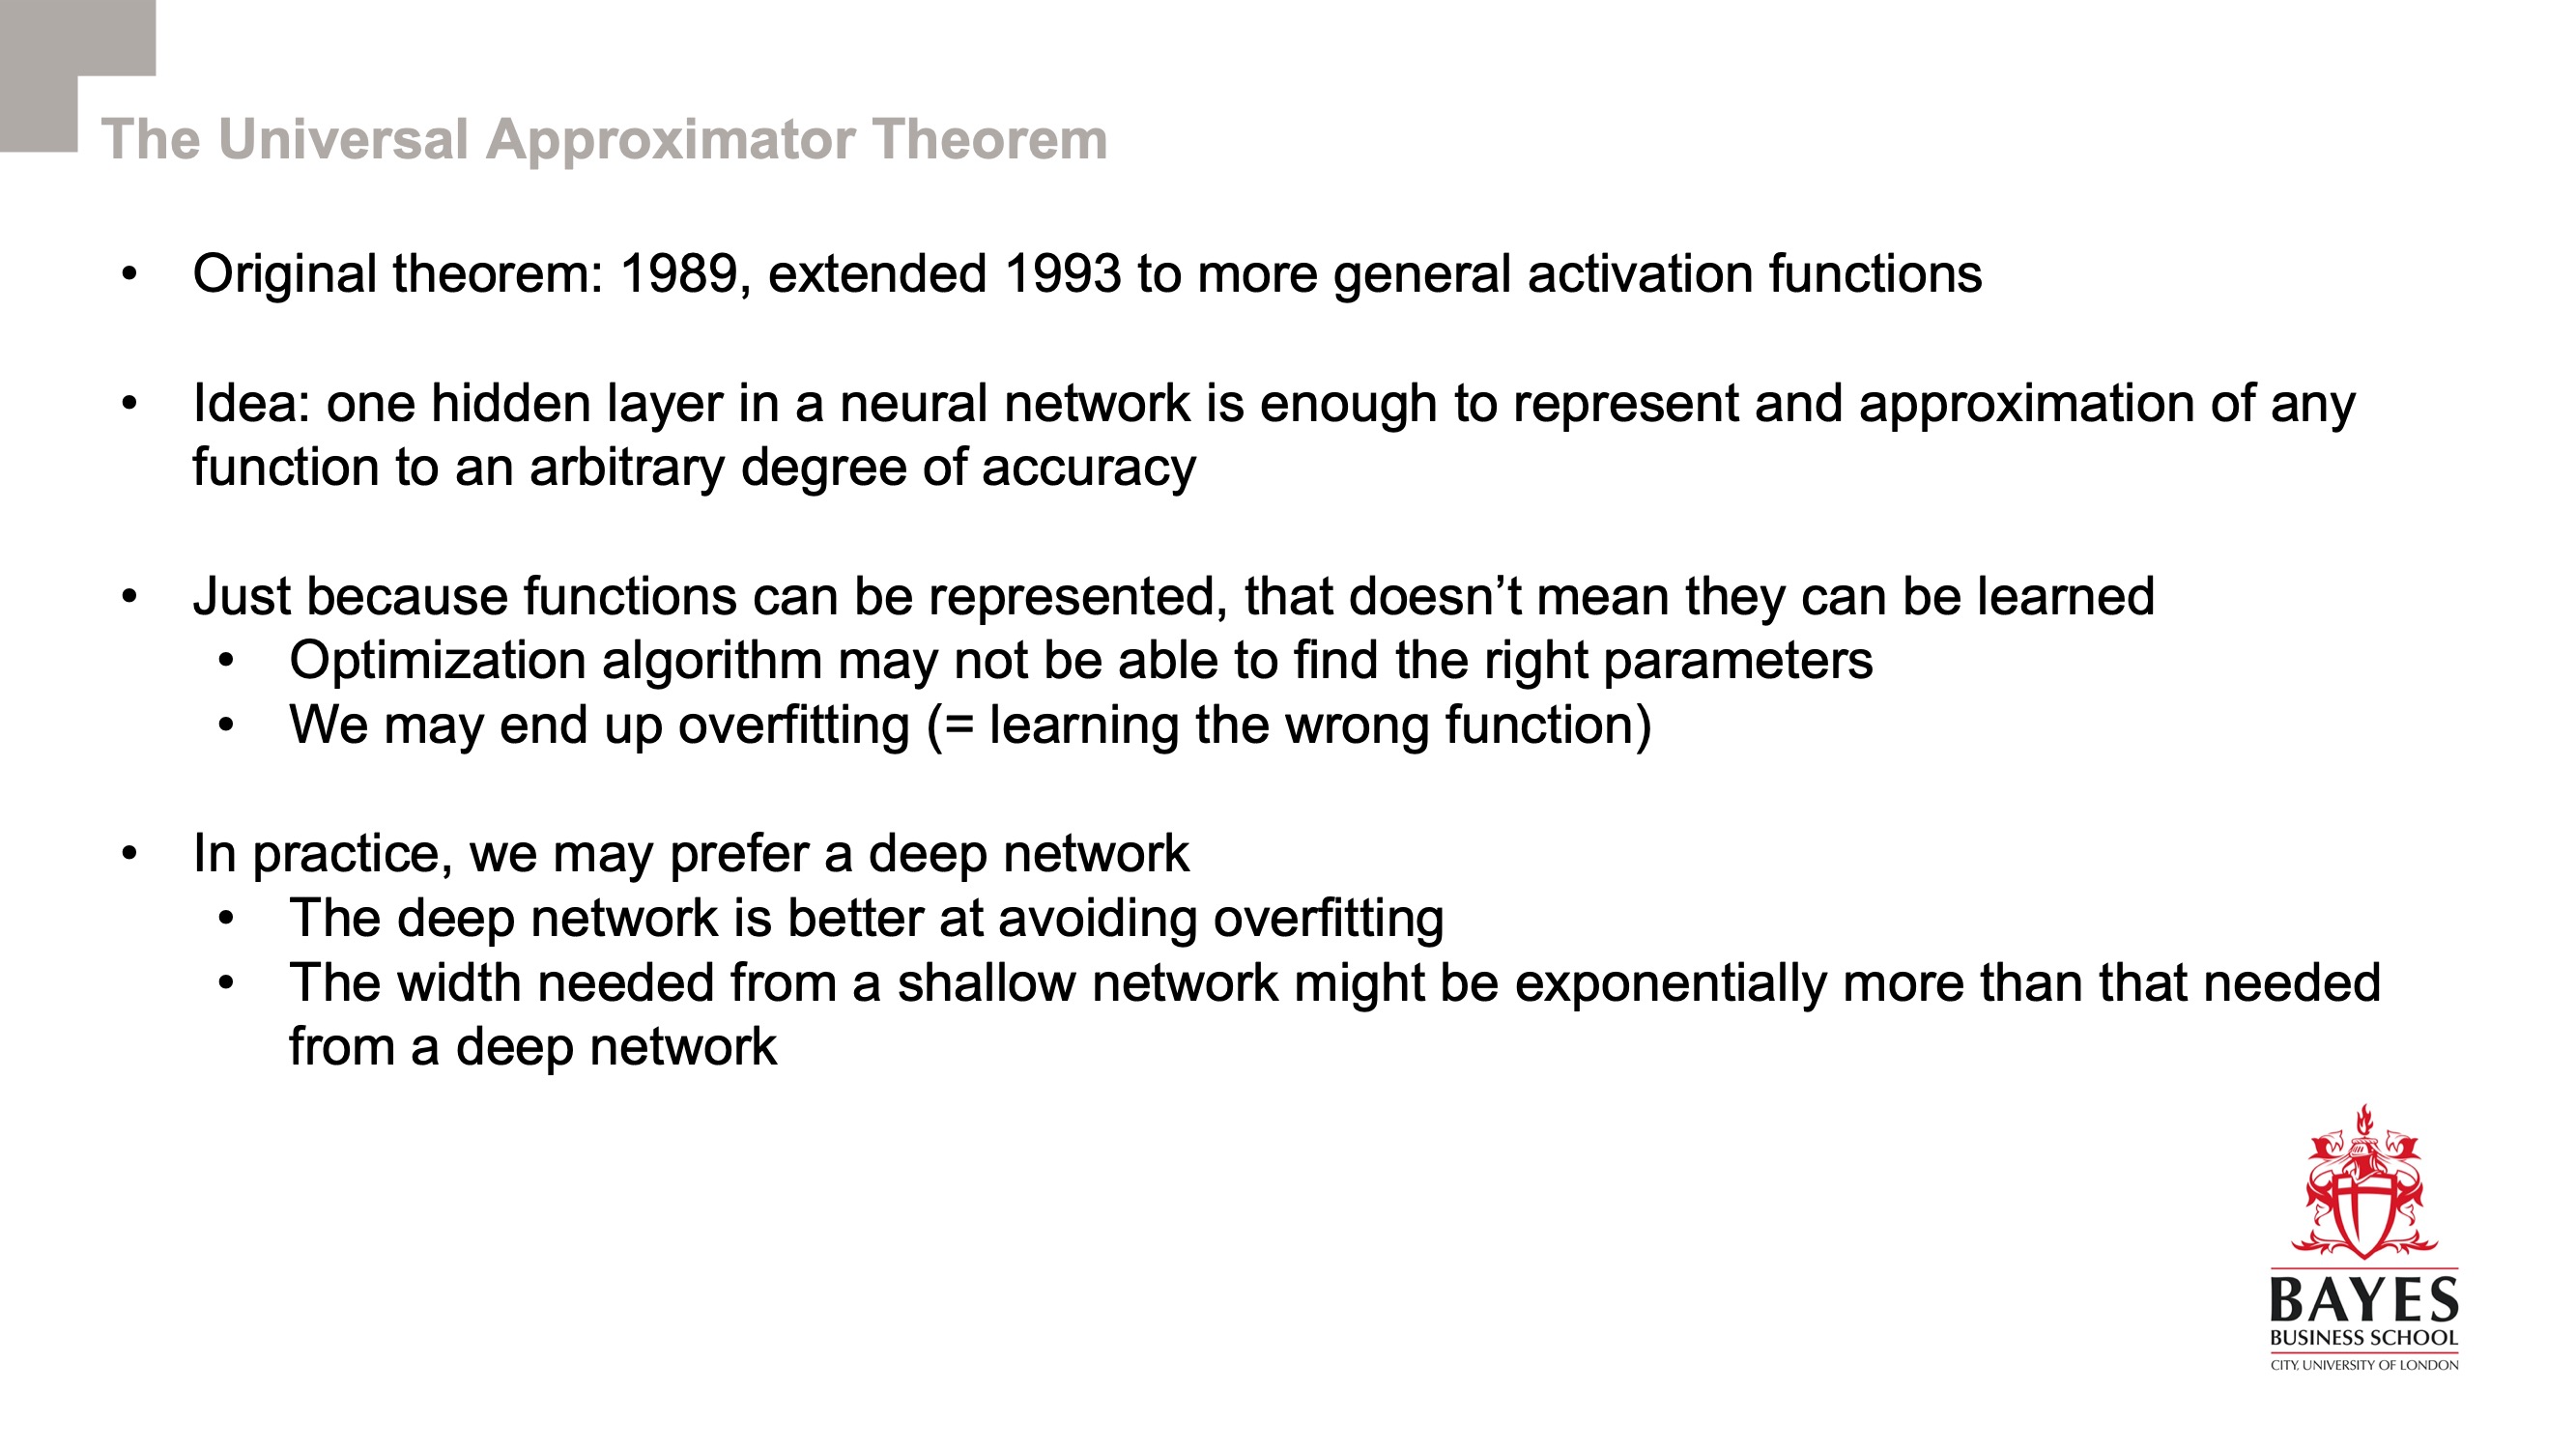 The Universal Approximator Theorem
• Original theorem: 1989, extended 1993 to more general activation functions
• Idea: one hidden layer in a neural network is enough to represent and approximation of any
function to an arbitrary degree of accuracy
• Just because functions can be represented, that doesn’t mean they can be learned
• Optimization algorithm may not be able to find the right parameters
• We may end up overfitting (= learning the wrong function)
• In practice, we may prefer a deep network
• The deep network is better at avoiding overfitting
• The width needed from a shallow network might be exponentially more than that needed
from a deep network
BAYES
BUSINESS SCHOOL
CITY, UNIVERSITY OF LONDON